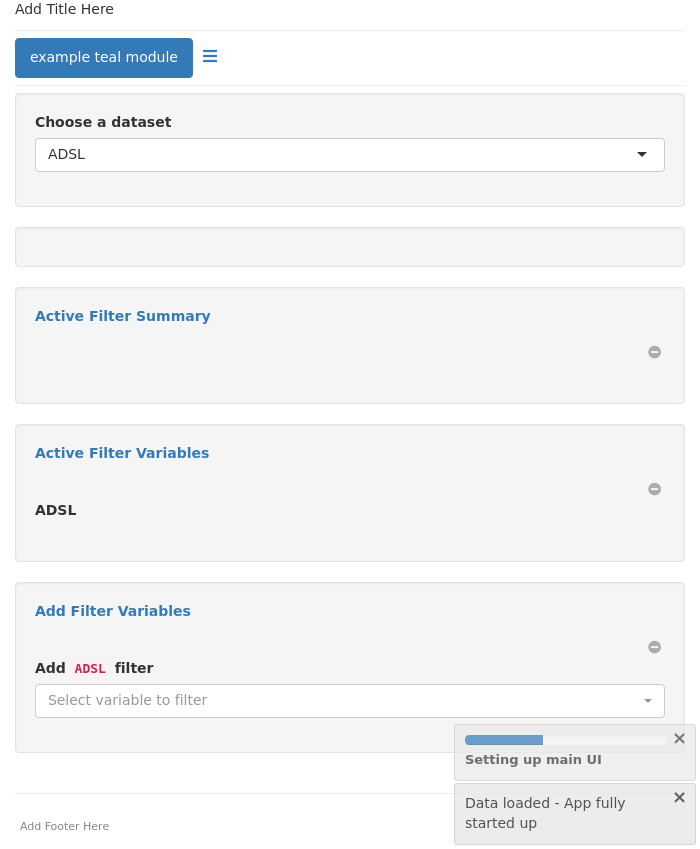 Add Title Here
example teal module
Choose a dataset
ADSL
Active Filter Summary
Active Filter Variables
ADSL
Add Filter Variables
Add ADSL filter
Select variable to filter
Setting up main UI
Data loaded - App fully
started up
Add Footer Here